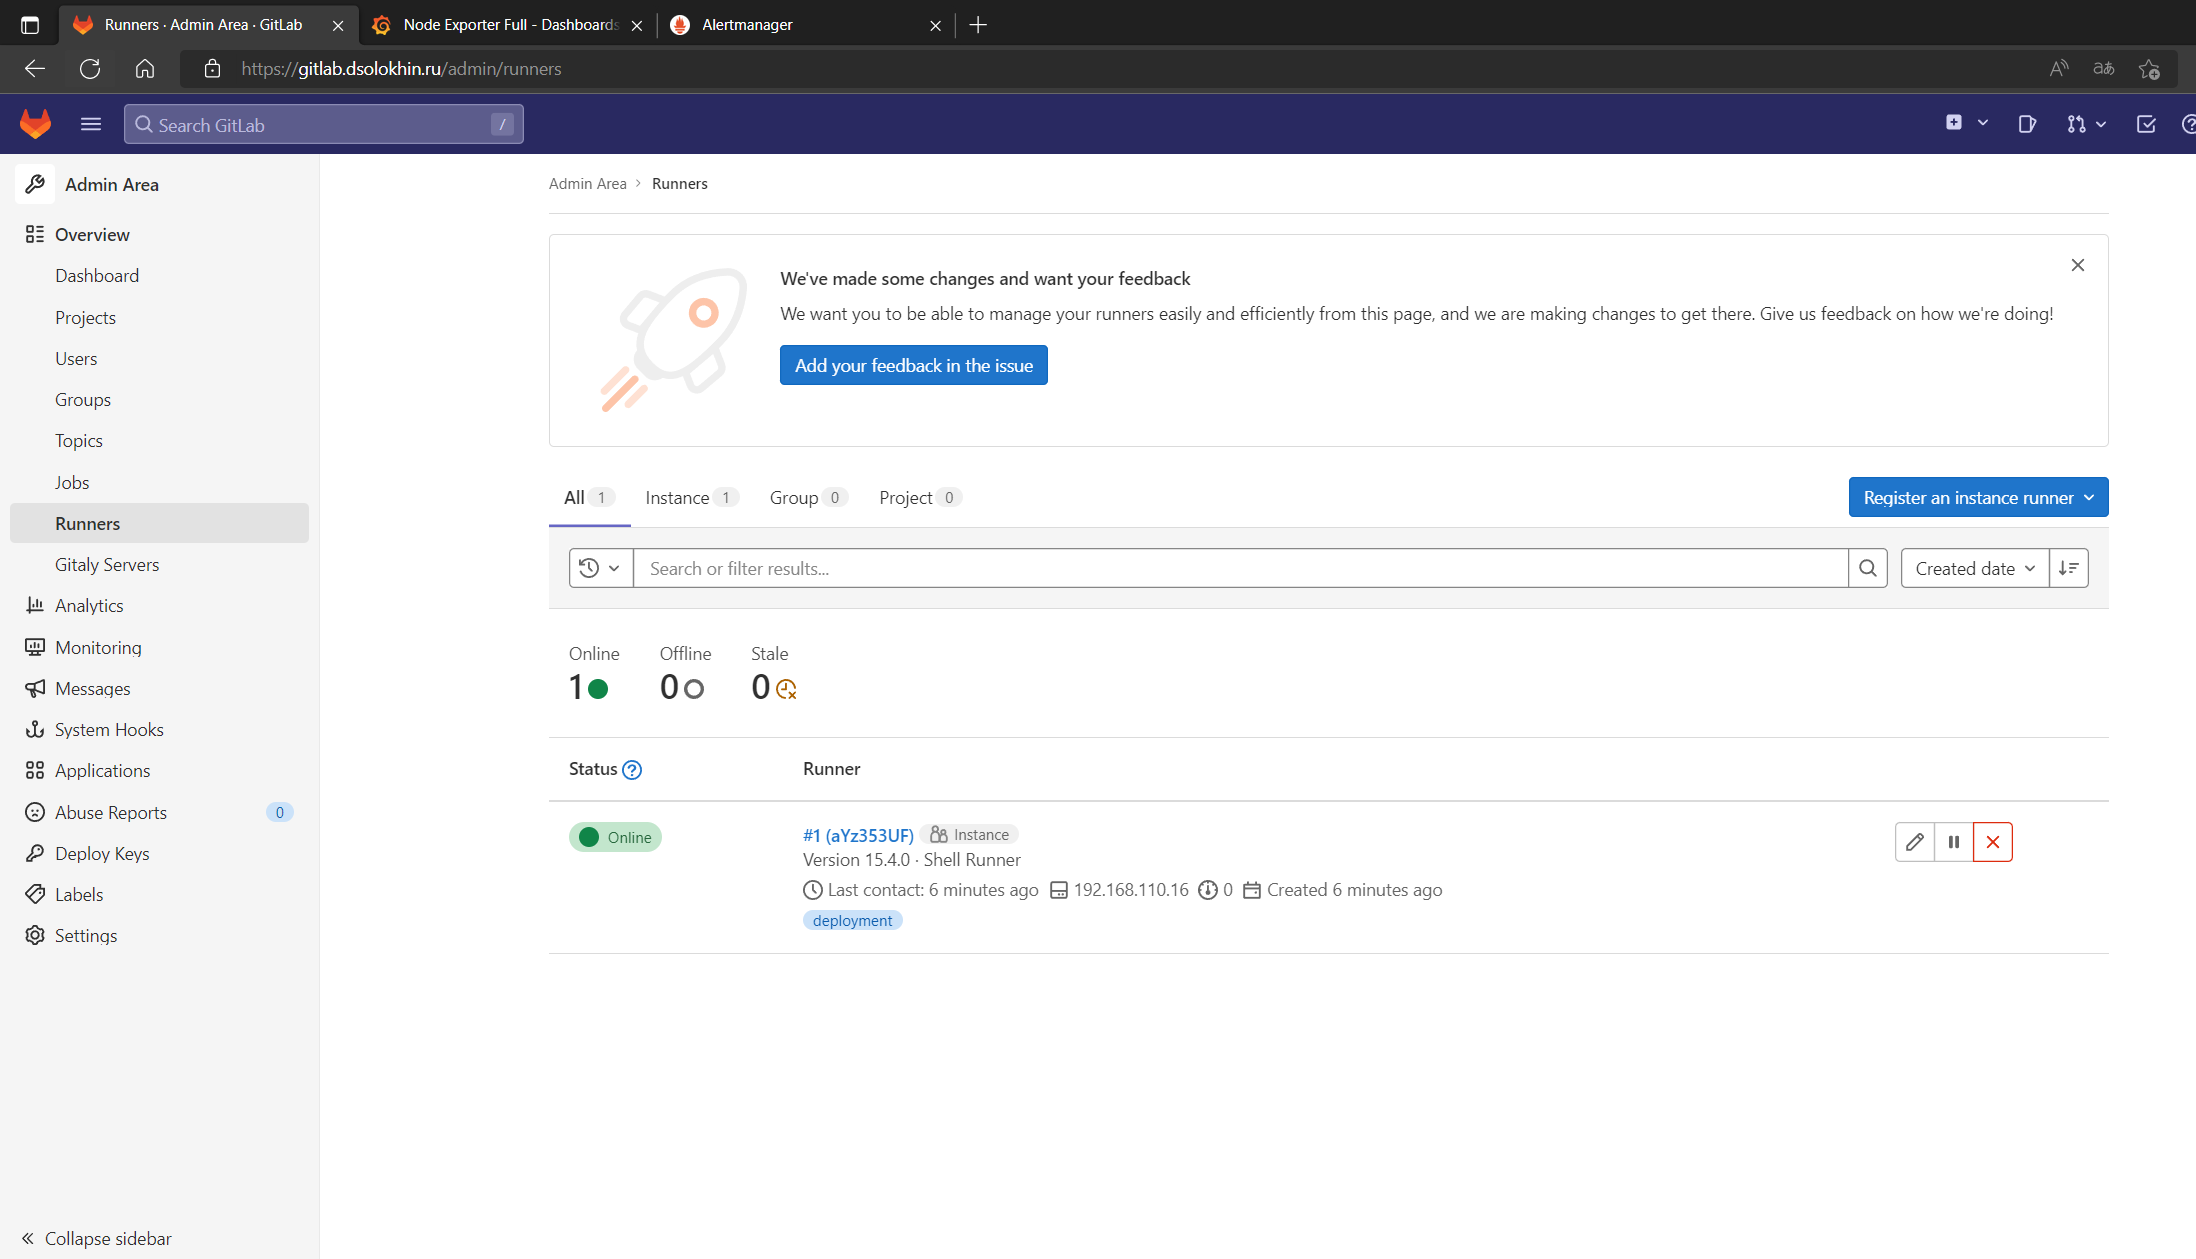 Runners · Admin Area · GitLab
Node Exporter Full - Dashboards
Alertmanager
https://gitlab.dsolokhin.ru/admin/runners
Search GitLab
/
Admin Area
Overview
Dashboard
Projects
Users
Groups
Topics
Jobs
Runners
Gitaly Servers
Analytics
Monitoring
Messages
System Hooks
Applications
Abuse Reports 0
Deploy Keys
Labels
Settings
Collapse sidebar
Admin Area › Runners
We've made some changes and want your feedback
We want you to be able to manage your runners easily and efficiently from this page, and we are making changes to get there. Give us feedback on how we're doing!
Add your feedback in the issue
All 1 Instance 1 Group 0 Project 0
Register an instance runner
Search or filter results...
Created date
Online Offline Stale
1 0 0
Status Runner
Online
#1 (aYz353UF) Instance
Version 15.4.0 · Shell Runner
Last contact: 6 minutes ago 192.168.110.16 0 Created 6 minutes ago
deployment